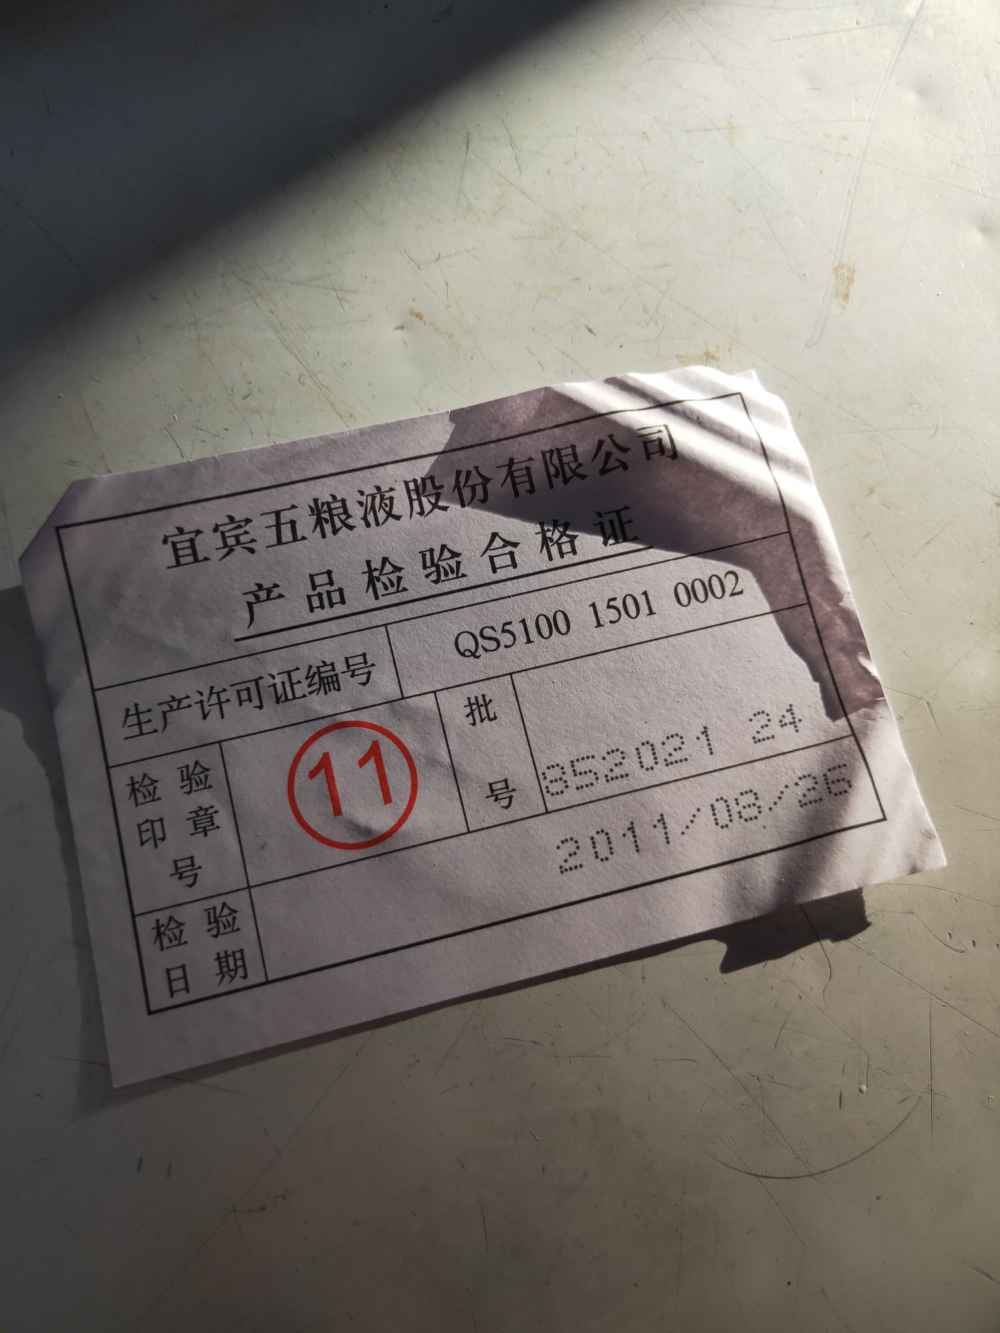 宜宾五粮液股份有限公司
产品检验合格证
生产许可证编号 QS5100 1501 0002
检验印章号 11 批号 852021 24
检验日期 2011/08/26